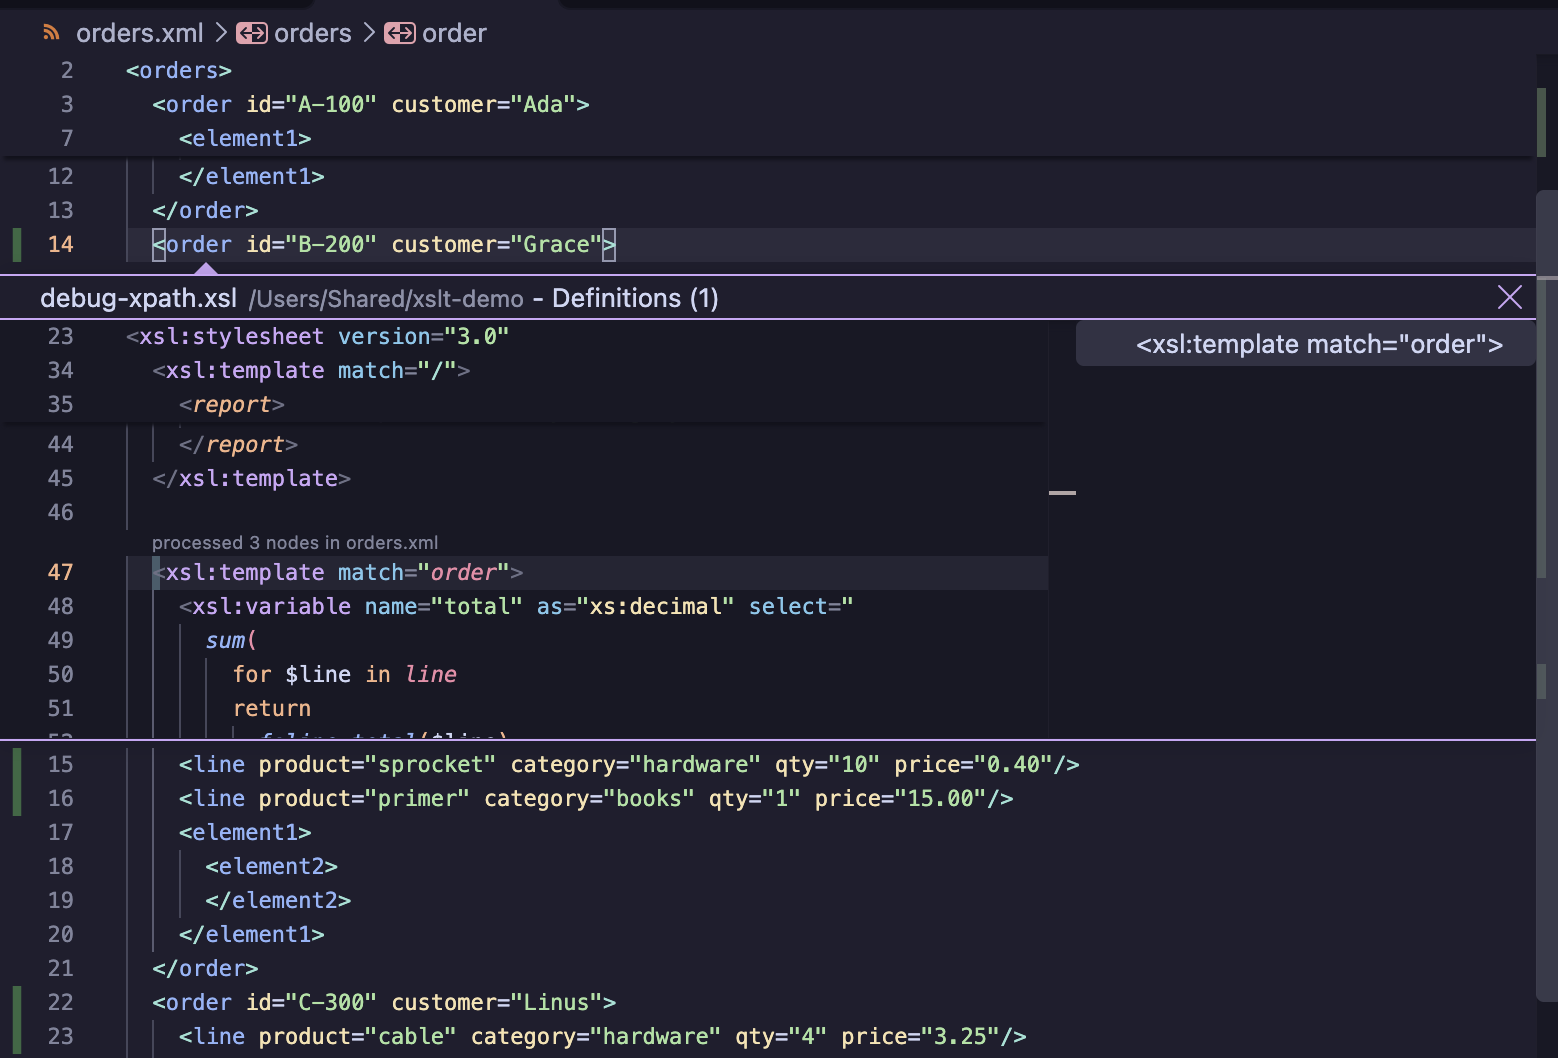 orders.xml > orders > order
2 <orders>
3 <order id="A-100" customer="Ada">
7 <element1>
12 </element1>
13 </order>
14 <order id="B-200" customer="Grace">
debug-xpath.xsl /Users/Shared/xslt-demo - Definitions (1)
23 <xsl:stylesheet version="3.0"
<xsl:template match="order">
34 <xsl:template match="/">
35 <report>
44 </report>
45 </xsl:template>
46
processed 3 nodes in orders.xml
47 <xsl:template match="order">
48 <xsl:variable name="total" as="xs:decimal" select="
49 sum(
50 for $line in line
51 return
15 <line product="sprocket" category="hardware" qty="10" price="0.40"/>
16 <line product="primer" category="books" qty="1" price="15.00"/>
17 <element1>
18 <element2>
19 </element2>
20 </element1>
21 </order>
22 <order id="C-300" customer="Linus">
23 <line product="cable" category="hardware" qty="4" price="3.25"/>